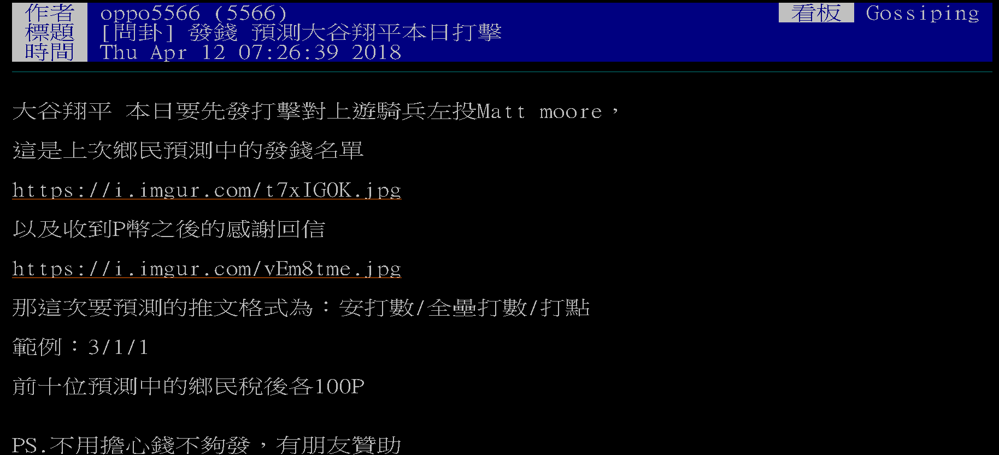 作者 oppo5566 (5566) 看板 Gossiping
標題 [問卦] 發錢 預測大谷翔平本日打擊
時間 Thu Apr 12 07:26:39 2018
大谷翔平 本日要先發打擊對上遊騎兵左投Matt moore，
這是上次鄉民預測中的發錢名單
https://i.imgur.com/t7xIGOK.jpg
以及收到P幣之後的感謝回信
https://i.imgur.com/vEm8tme.jpg
那這次要預測的推文格式為：安打數/全壘打數/打點
範例：3/1/1
前十位預測中的鄉民稅後各100P
PS.不用擔心錢不夠發，有朋友贊助